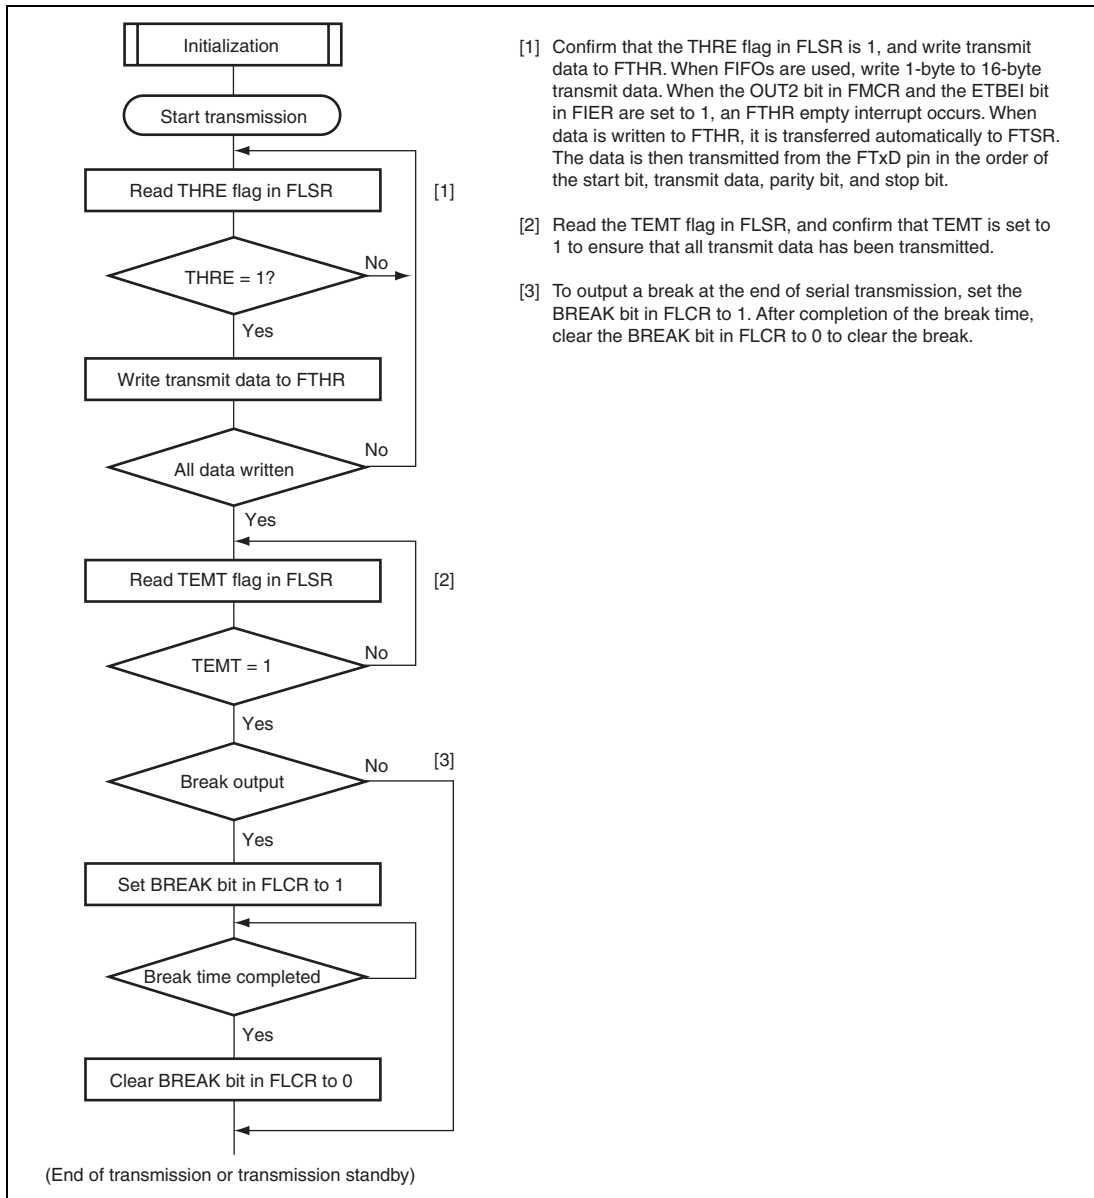 Initialization
Start transmission
Read THRE flag in FLSR
[1]
THRE = 1?
No
Yes
Write transmit data to FTHR
All data written
No
Yes
Read TEMT flag in FLSR
[2]
TEMT = 1
No
Yes
Break output
No
[3]
Yes
Set BREAK bit in FLCR to 1
Break time completed
Yes
Clear BREAK bit in FLCR to 0
(End of transmission or transmission standby)
[1] Confirm that the THRE flag in FLSR is 1, and write transmit
data to FTHR. When FIFOs are used, write 1-byte to 16-byte
transmit data. When the OUT2 bit in FMCR and the ETBEI bit
in FIER are set to 1, an FTHR empty interrupt occurs. When
data is written to FTHR, it is transferred automatically to FTSR.
The data is then transmitted from the FTxD pin in the order of
the start bit, transmit data, parity bit, and stop bit.
[2] Read the TEMT flag in FLSR, and confirm that TEMT is set to
1 to ensure that all transmit data has been transmitted.
[3] To output a break at the end of serial transmission, set the
BREAK bit in FLCR to 1. After completion of the break time,
clear the BREAK bit in FLCR to 0 to clear the break.